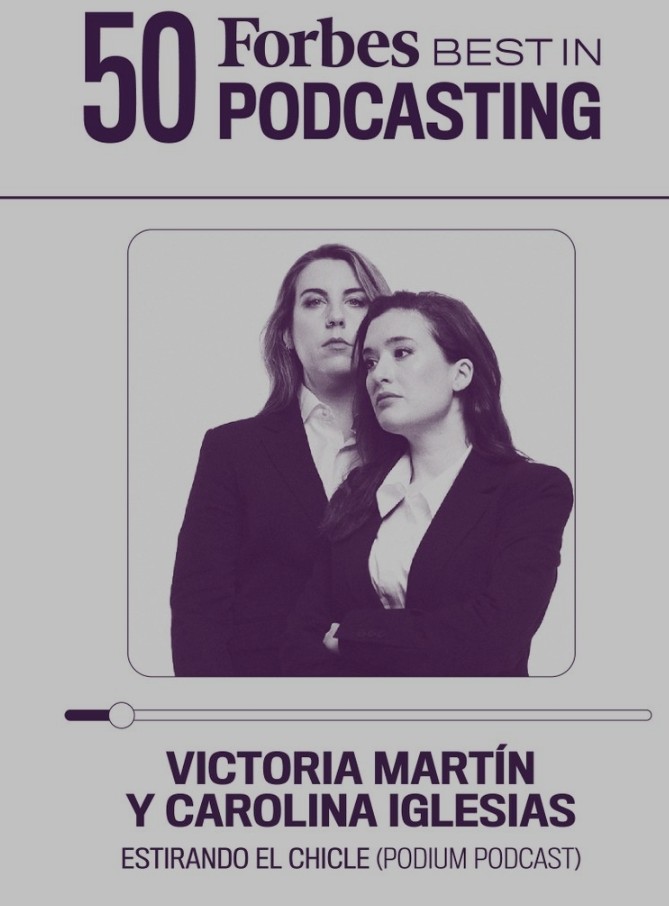 50 Forbes BEST IN
PODCASTING
VICTORIA MARTÍN
Y CAROLINA IGLESIAS
ESTIRANDO EL CHICLE (PODIUM PODCAST)